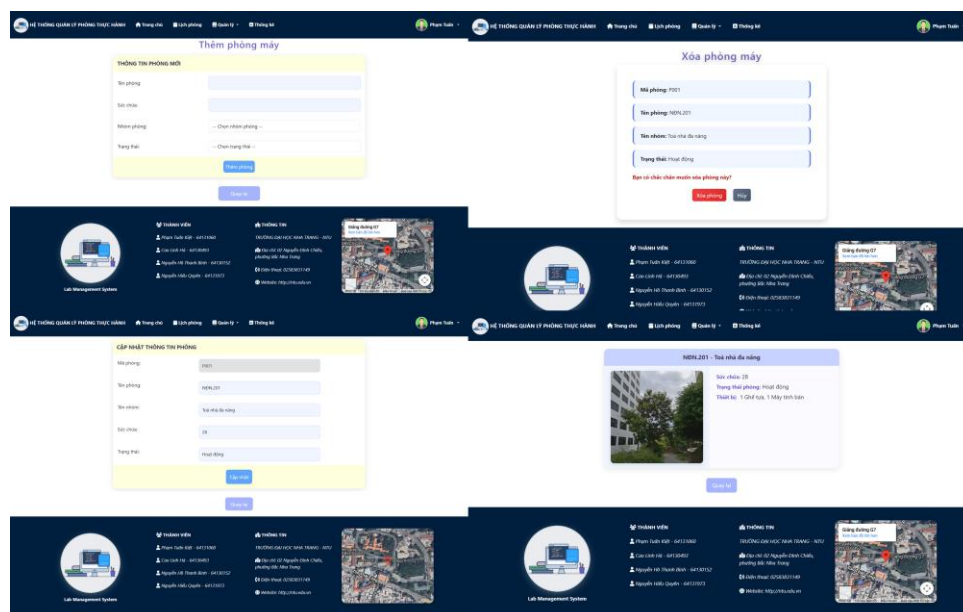 HỆ THỐNG QUẢN LÝ PHÒNG THỰC HÀNH Trang chủ Lịch phòng Quản lý Thống kê Phạm Tuấn
Thêm phòng máy
THÔNG TIN PHÒNG MỚI
Tên phòng:
Sức chứa:
Nhóm phòng: -- Chọn nhóm phòng --
Trạng thái: -- Chọn trạng thái --
Thêm phòng
Quay lại
Lab Management System
THÀNH VIÊN
Phạm Tuấn Kiệt - 64131060
Cao Linh Hà - 64130493
Nguyễn Hồ Thanh Bình - 64130152
Nguyễn Hiếu Quyên - 64131973
THÔNG TIN
TRƯỜNG ĐẠI HỌC NHA TRANG - NTU
Địa chỉ: 02 Nguyễn Đình Chiểu,
phường Bắc Nha Trang
Điện thoại: 02583831149
Website: http://ntu.edu.vn
Giảng đường G7
HỆ THỐNG QUẢN LÝ PHÒNG THỰC HÀNH Trang chủ Lịch phòng Quản lý Thống kê Phạm Tuấn
Xóa phòng máy
Mã phòng: P001
Tên phòng: NĐN.201
Tên nhóm: Toà nhà đa năng
Trạng thái: Hoạt động
Bạn có chắc chắn muốn xóa phòng này?
Xóa phòng Hủy
THÀNH VIÊN
Phạm Tuấn Kiệt - 64131060
Cao Linh Hà - 64130493
Nguyễn Hồ Thanh Bình - 64130152
Nguyễn Hiếu Quyên - 64131973
THÔNG TIN
TRƯỜNG ĐẠI HỌC NHA TRANG - NTU
Địa chỉ: 02 Nguyễn Đình Chiểu,
phường Bắc Nha Trang
Điện thoại: 02583831149
Giảng đường G7
HỆ THỐNG QUẢN LÝ PHÒNG THỰC HÀNH Trang chủ Lịch phòng Quản lý Thống kê Phạm Tuấn
CẬP NHẬT THÔNG TIN PHÒNG
Mã phòng: P001
Tên phòng: NĐN.201
Tên nhóm: Toà nhà đa năng
Sức chứa: 28
Trạng thái: Hoạt động
Cập nhật
Quay lại
Lab Management System
THÀNH VIÊN
Phạm Tuấn Kiệt - 64131060
Cao Linh Hà - 64130493
Nguyễn Hồ Thanh Bình - 64130152
Nguyễn Hiếu Quyên - 64131973
THÔNG TIN
TRƯỜNG ĐẠI HỌC NHA TRANG - NTU
Địa chỉ: 02 Nguyễn Đình Chiểu,
phường Bắc Nha Trang
Điện thoại: 02583831149
Website: http://ntu.edu.vn
HỆ THỐNG QUẢN LÝ PHÒNG THỰC HÀNH Trang chủ Lịch phòng Quản lý Thống kê Phạm Tuấn
NĐN.201 - Toà nhà đa năng
Sức chứa: 28
Trạng thái phòng: Hoạt động
Thiết bị: 1 Ghế tựa, 1 Máy tính bàn
Quay lại
Lab Management System
THÀNH VIÊN
Phạm Tuấn Kiệt - 64131060
Cao Linh Hà - 64130493
Nguyễn Hồ Thanh Bình - 64130152
Nguyễn Hiếu Quyên - 64131973
THÔNG TIN
TRƯỜNG ĐẠI HỌC NHA TRANG - NTU
Địa chỉ: 02 Nguyễn Đình Chiểu,
phường Bắc Nha Trang
Điện thoại: 02583831149
Website: http://ntu.edu.vn
Giảng đường G7